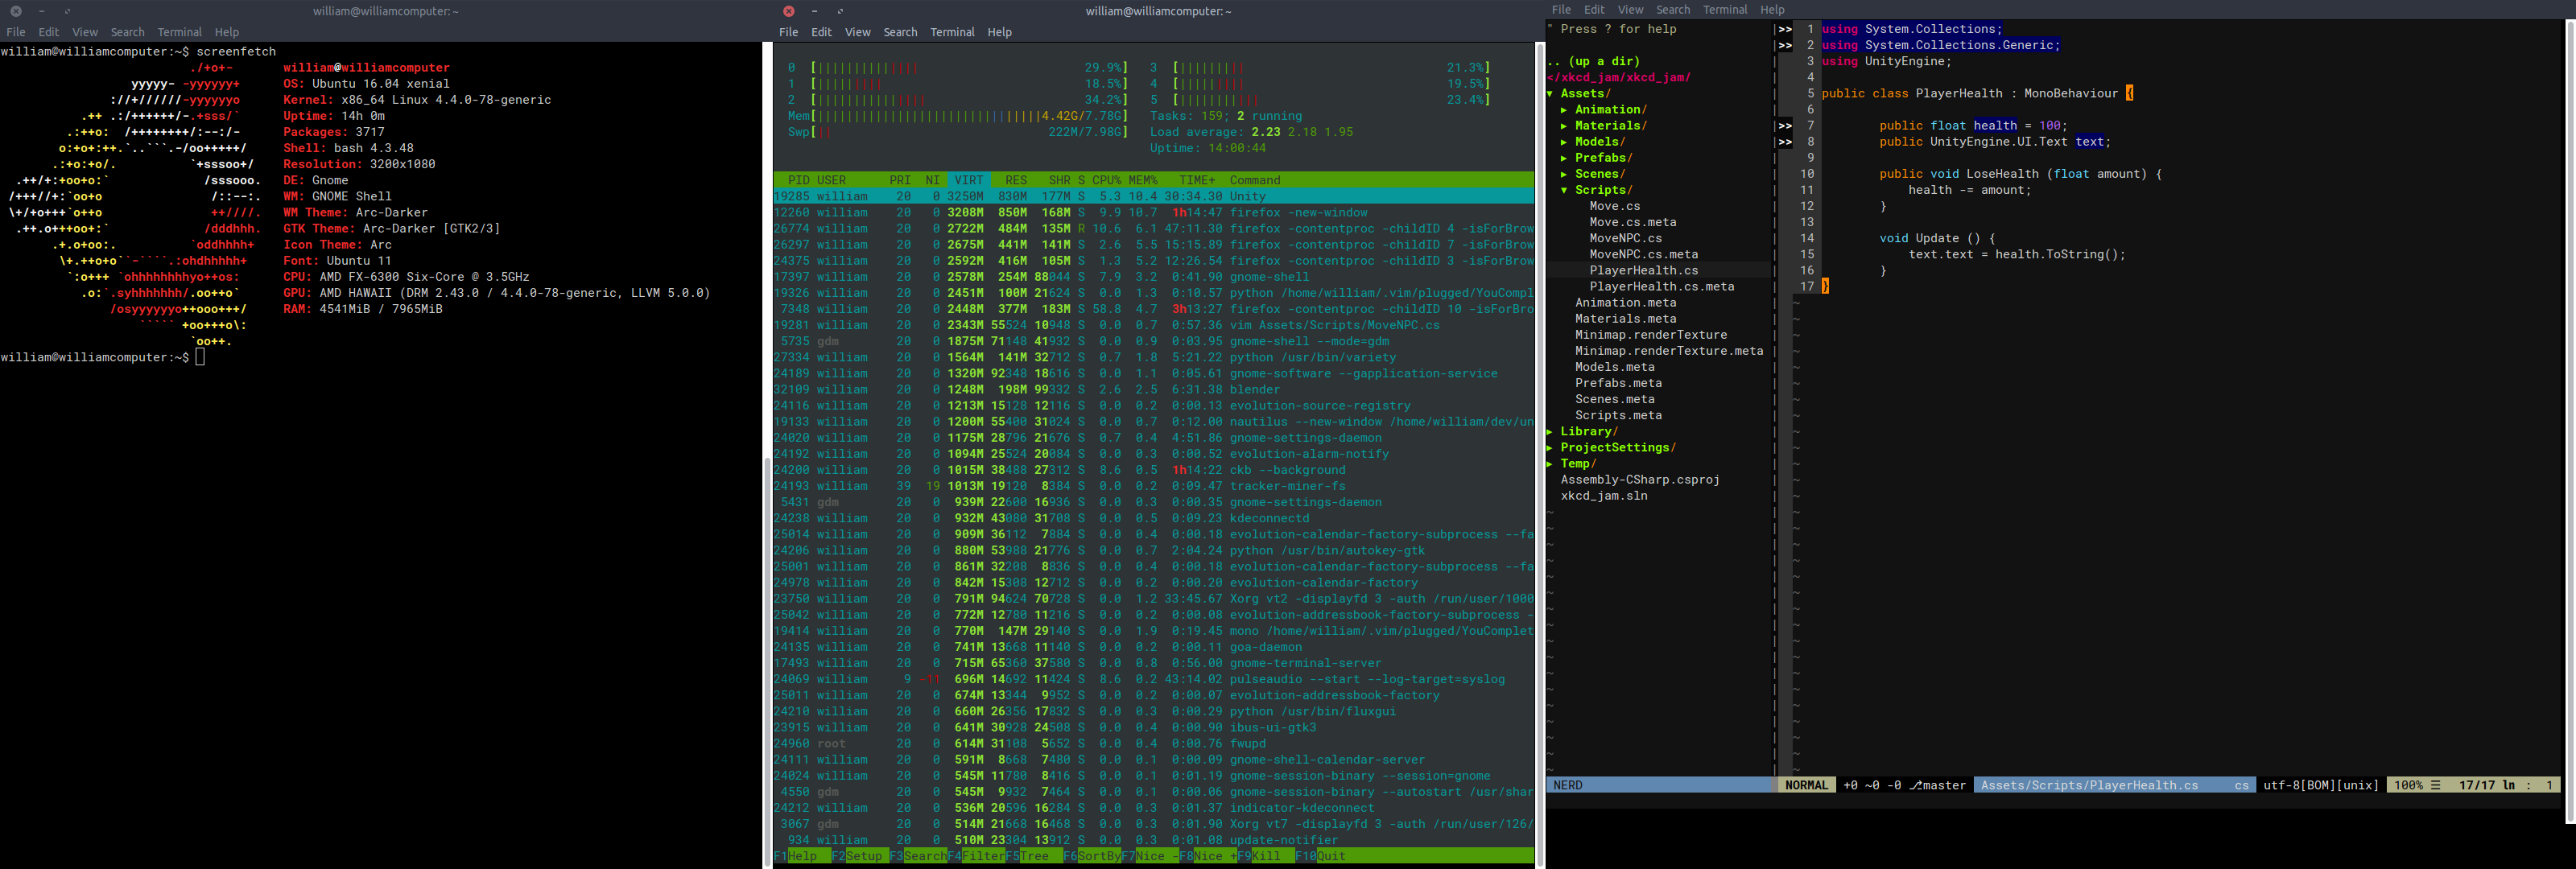 william@williamcomputer: ~
File Edit View Search Terminal Help
william@williamcomputer:~$ screenfetch
william@williamcomputer
OS: Ubuntu 16.04 xenial
Kernel: x86_64 Linux 4.4.0-78-generic
Uptime: 14h 0m
Packages: 3717
Shell: bash 4.3.48
Resolution: 3200x1080
DE: Gnome
WM: GNOME Shell
WM Theme: Arc-Darker
GTK Theme: Arc-Darker [GTK2/3]
Icon Theme: Arc
Font: Ubuntu 11
CPU: AMD FX-6300 Six-Core @ 3.5GHz
GPU: AMD HAWAII (DRM 2.43.0 / 4.4.0-78-generic, LLVM 5.0.0)
RAM: 4541MiB / 7965MiB
william@williamcomputer:~$
william@williamcomputer: ~
File Edit View Search Terminal Help
0 [29.9%] 3 [21.3%]
1 [18.5%] 4 [19.5%]
2 [34.2%] 5 [23.4%]
Mem[4.42G/7.78G] Tasks: 159; 2 running
Swp[222M/7.98G] Load average: 2.23 2.18 1.95
Uptime: 14:00:44
PID USER PRI NI VIRT RES SHR S CPU% MEM% TIME+ Command
19285 william 20 0 3250M 830M 177M S 5.3 10.4 30:34.30 Unity
12260 william 20 0 3208M 850M 168M S 9.9 10.7 1h14:47 firefox -new-window
26774 william 20 0 2722M 484M 135M R 10.6 6.1 47:11.30 firefox -contentproc -childID 4 -isForBrow
26297 william 20 0 2675M 441M 141M S 2.6 5.5 15:15.89 firefox -contentproc -childID 7 -isForBrow
24375 william 20 0 2592M 416M 105M S 1.3 5.2 12:26.54 firefox -contentproc -childID 3 -isForBrow
17397 william 20 0 2578M 254M 88044 S 7.9 3.2 0:41.90 gnome-shell
19326 william 20 0 2451M 100M 21624 S 0.0 1.3 0:10.57 python /home/william/.vim/plugged/YouCompl
7348 william 20 0 2448M 377M 183M S 58.8 4.7 3h13:27 firefox -contentproc -childID 10 -isForBro
19281 william 20 0 2343M 55524 10948 S 0.0 0.7 0:57.36 vim Assets/Scripts/MoveNPC.cs
5735 gdm 20 0 1875M 71148 41932 S 0.0 0.9 0:03.95 gnome-shell --mode=gdm
27334 william 20 0 1564M 141M 32712 S 0.7 1.8 5:21.22 python /usr/bin/variety
24189 william 20 0 1320M 92348 18616 S 0.0 1.1 0:05.61 gnome-software --gapplication-service
32109 william 20 0 1248M 198M 99332 S 2.6 2.5 6:31.38 blender
24116 william 20 0 1213M 15128 12116 S 0.0 0.2 0:00.13 evolution-source-registry
19133 william 20 0 1200M 55400 31024 S 0.0 0.7 0:12.00 nautilus --new-window /home/william/dev/un
24020 william 20 0 1175M 28796 21676 S 0.7 0.4 4:51.86 gnome-settings-daemon
24192 william 20 0 1094M 25524 20084 S 0.0 0.3 0:00.52 evolution-alarm-notify
24200 william 20 0 1015M 38488 27312 S 8.6 0.5 1h14:22 ckb --background
24193 william 39 19 1013M 19120 8384 S 0.0 0.2 0:09.47 tracker-miner-fs
5431 gdm 20 0 939M 22600 16936 S 0.0 0.3 0:00.35 gnome-settings-daemon
24238 william 20 0 932M 43080 31708 S 0.0 0.5 0:09.23 kdeconnectd
25014 william 20 0 909M 36112 7884 S 0.0 0.4 0:00.18 evolution-calendar-factory-subprocess --fa
24206 william 20 0 880M 53988 21776 S 0.0 0.7 2:04.24 python /usr/bin/autokey-gtk
25001 william 20 0 861M 32208 8836 S 0.0 0.4 0:00.18 evolution-calendar-factory-subprocess --fa
24978 william 20 0 842M 15308 12712 S 0.0 0.2 0:00.20 evolution-calendar-factory
23750 william 20 0 791M 94624 70728 S 0.0 1.2 33:45.67 Xorg vt2 -displayfd 3 -auth /run/user/1000
25042 william 20 0 772M 12780 11216 S 0.0 0.2 0:00.08 evolution-addressbook-factory-subprocess -
19414 william 20 0 770M 147M 29140 S 0.0 1.9 0:19.45 mono /home/william/.vim/plugged/YouComplet
24135 william 20 0 741M 13668 11140 S 0.0 0.2 0:00.11 goa-daemon
17493 william 20 0 715M 65360 37580 S 0.0 0.8 0:56.00 gnome-terminal-server
24069 william 9 -11 696M 14692 11424 S 8.6 0.2 43:14.02 pulseaudio --start --log-target=syslog
25011 william 20 0 674M 13344 9952 S 0.0 0.2 0:00.07 evolution-addressbook-factory
24210 william 20 0 660M 26356 17832 S 0.0 0.3 0:00.29 python /usr/bin/fluxgui
23915 william 20 0 641M 30928 24508 S 0.0 0.4 0:00.90 ibus-ui-gtk3
24960 root 20 0 614M 31108 5652 S 0.0 0.4 0:00.76 fwupd
24111 william 20 0 591M 8668 7480 S 0.0 0.1 0:00.09 gnome-shell-calendar-server
24024 william 20 0 545M 11780 8416 S 0.0 0.1 0:01.19 gnome-session-binary --session=gnome
4550 gdm 20 0 545M 9932 7464 S 0.0 0.1 0:00.06 gnome-session-binary --autostart /usr/shar
24212 william 20 0 536M 20596 16284 S 0.0 0.3 0:01.37 indicator-kdeconnect
3067 gdm 20 0 514M 21668 16468 S 0.0 0.3 0:01.90 Xorg vt7 -displayfd 3 -auth /run/user/126/
934 william 20 0 510M 23304 13912 S 0.0 0.3 0:01.08 update-notifier
F1Help F2Setup F3SearchF4FilterF5Tree F6SortByF7Nice -F8Nice +F9Kill F10Quit
File Edit View Search Terminal Help
" Press ? for help
.. (up a dir)
</xkcd_jam/xkcd_jam/
▼ Assets/
▶ Animation/
▶ Materials/
▶ Models/
▶ Prefabs/
▶ Scenes/
▼ Scripts/
Move.cs
Move.cs.meta
MoveNPC.cs
MoveNPC.cs.meta
PlayerHealth.cs
PlayerHealth.cs.meta
Animation.meta
Materials.meta
Minimap.renderTexture
Minimap.renderTexture.meta
Models.meta
Prefabs.meta
Scenes.meta
Scripts.meta
▶ Library/
▶ ProjectSettings/
▶ Temp/
Assembly-CSharp.csproj
xkcd_jam.sln
>> 1 using System.Collections;
>> 2 using System.Collections.Generic;
3 using UnityEngine;
4
5 public class PlayerHealth : MonoBehaviour {
6
>> 7 public float health = 100;
>> 8 public UnityEngine.UI.Text text;
9
10 public void LoseHealth (float amount) {
11 health -= amount;
12 }
13
14 void Update () {
15 text.text = health.ToString();
16 }
17 }
NERD
NORMAL +0 ~0 -0 ⎇master Assets/Scripts/PlayerHealth.cs cs utf-8[BOM][unix] 100% ☰ 17/17 ln : 1